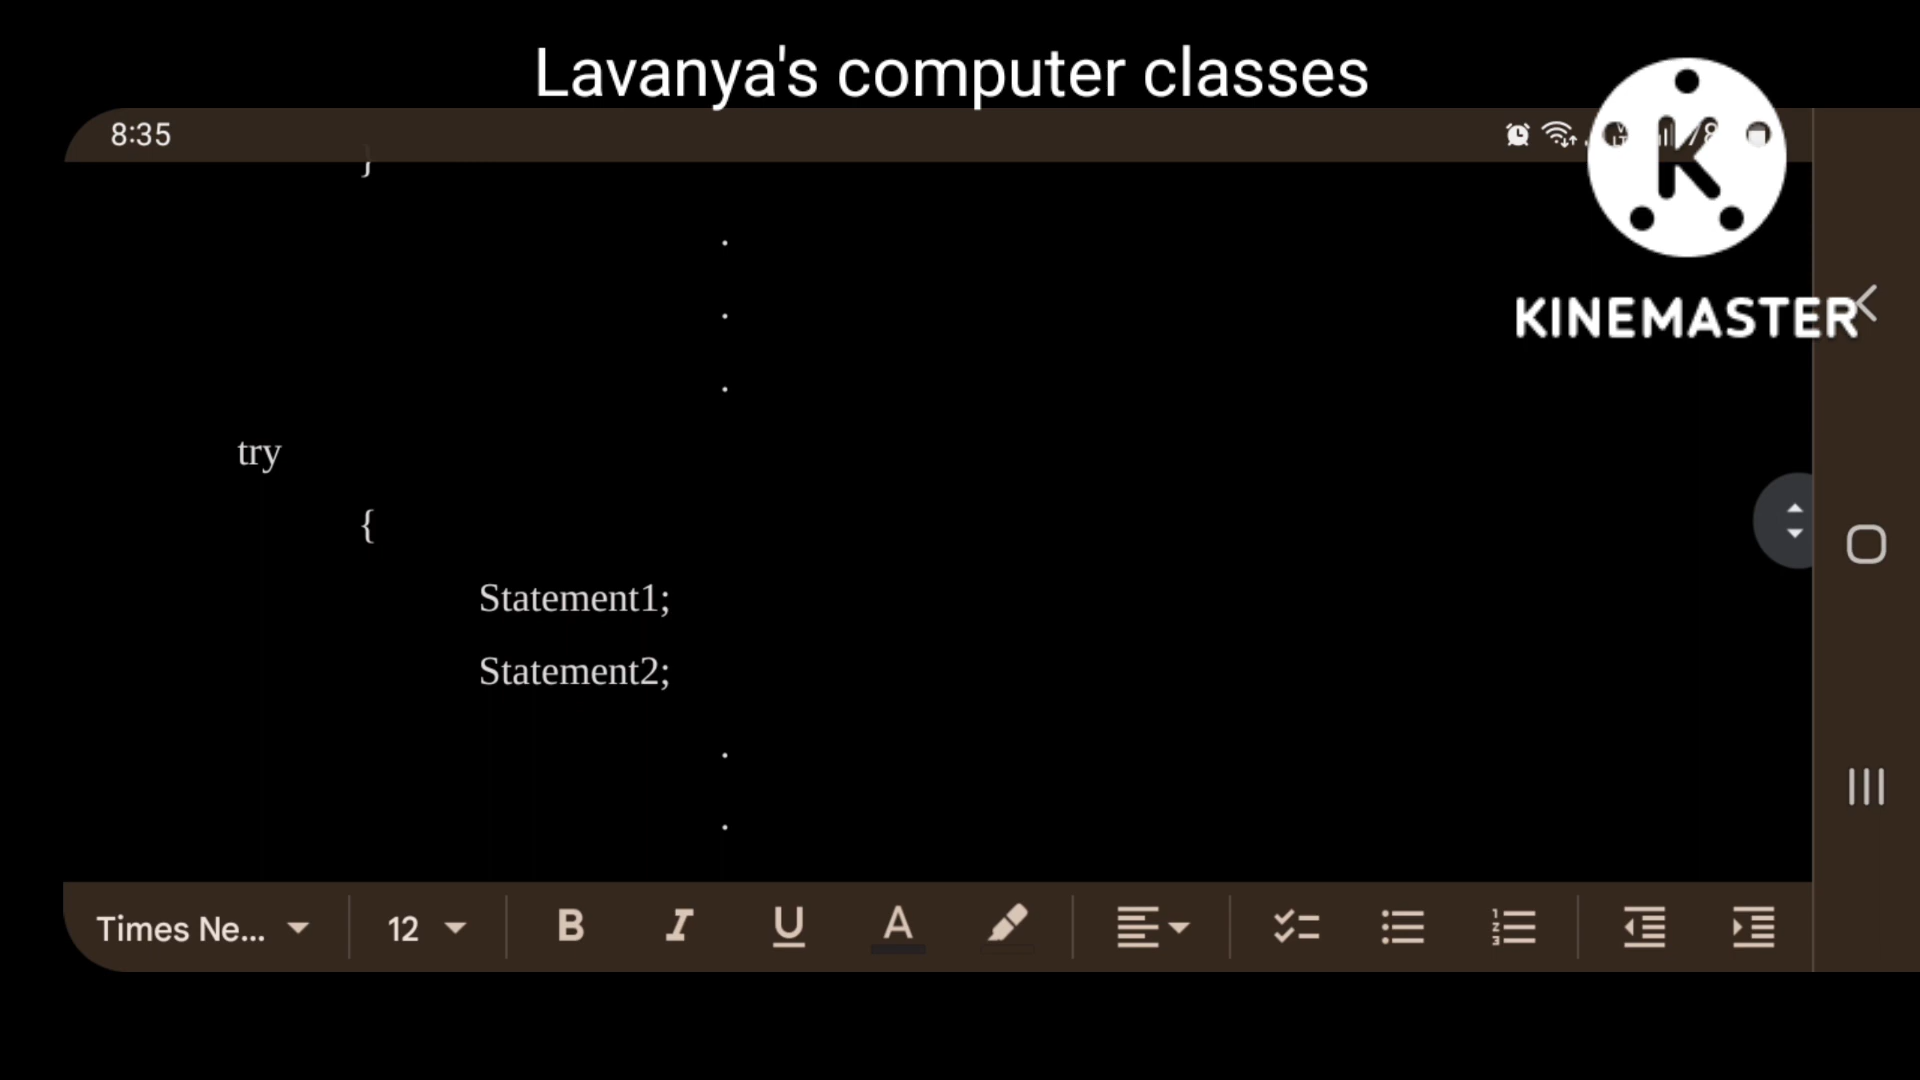 Lavanya's computer classes
8:35
}
.
.
.
try
{
Statement1;
Statement2;
.
.
KINEMASTER
Times Ne...
12
B
I
U
A